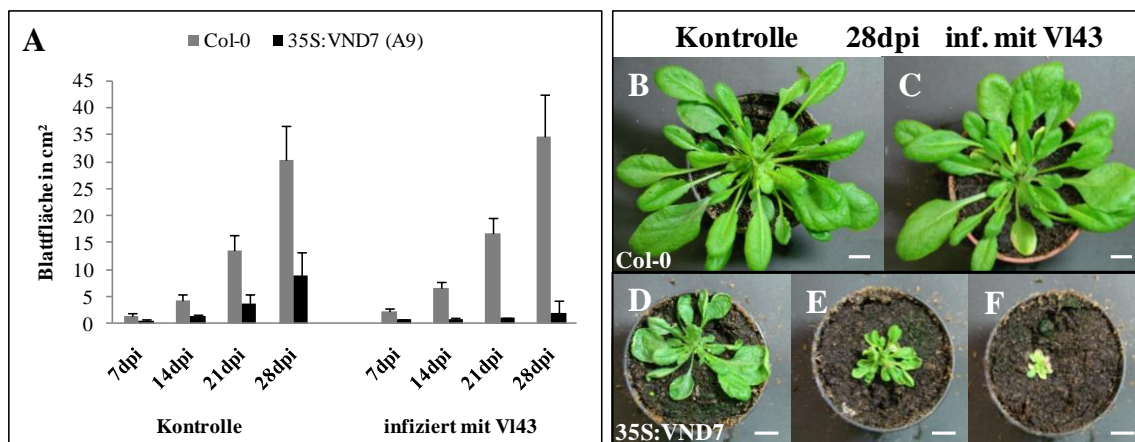 A
Col-0 35S:VND7 (A9)
Blattfläche in cm²
45
40
35
30
25
20
15
10
5
0
7dpi 14dpi 21dpi 28dpi 7dpi 14dpi 21dpi 28dpi
Kontrolle infiziert mit Vl43
Kontrolle 28dpi inf. mit Vl43
B C
Col-0
D E F
35S:VND7